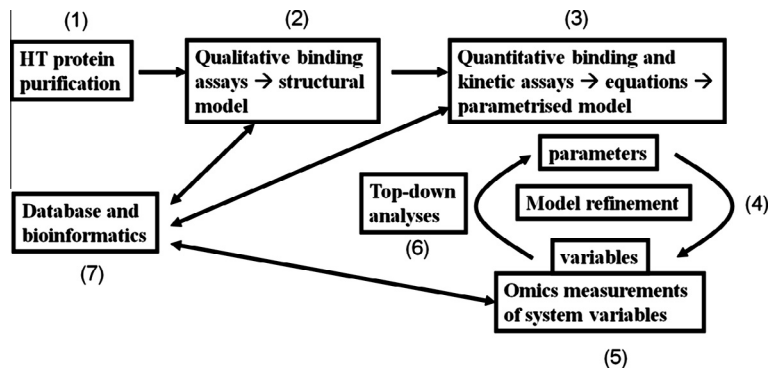 (1)
(2)
(3)
HT protein
purification
Qualitative binding
assays → structural
model
Quantitative binding and
kinetic assays → equations →
parametrised model
parameters
Top-down
analyses
(6)
Model refinement
(4)
Database and
bioinformatics
(7)
variables
Omics measurements
of system variables
(5)